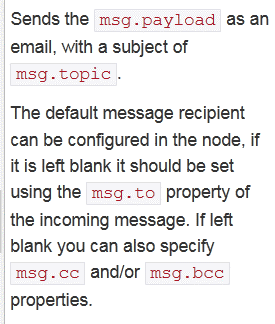 Sends the msg.payload as an
email, with a subject of
msg.topic.
The default message recipient
can be configured in the node, if
it is left blank it should be set
using the msg.to property of
the incoming message. If left
blank you can also specify
msg.cc and/or msg.bcc
properties.